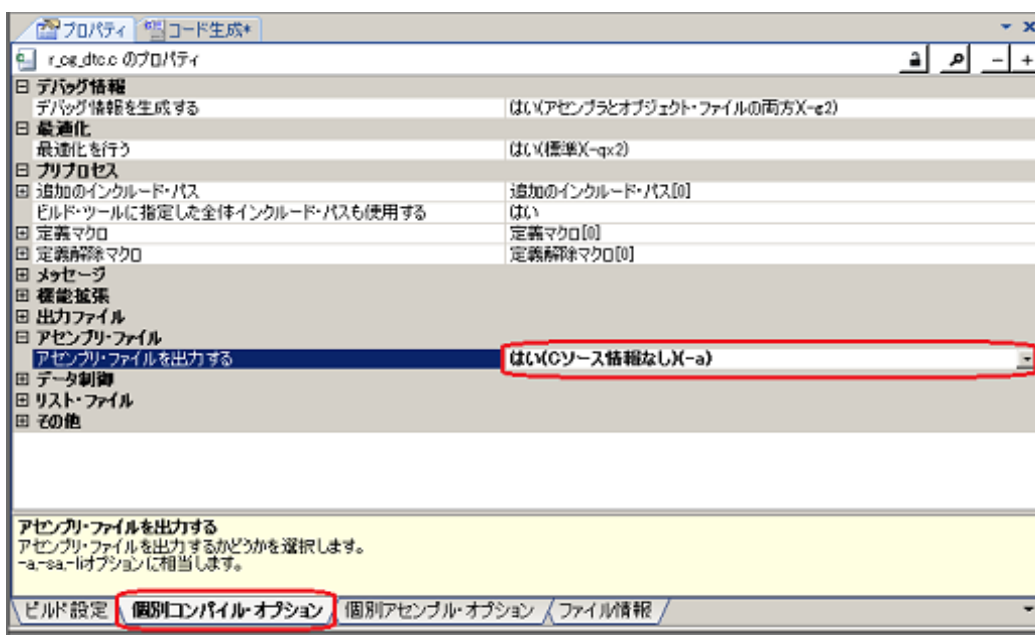 プロパティ コード生成*
r_cg_dtc.c のプロパティ
デバッグ情報
デバッグ情報を生成する はい(アセンブラとオブジェクト・ファイルの両方)(-g2)
最適化
最適化を行う はい(標準)(-qx2)
プリプロセス
追加のインクルード・パス 追加のインクルード・パス[0]
ビルド・ツールに指定した全体インクルード・パスも使用する はい
定義マクロ 定義マクロ[0]
定義解除マクロ 定義解除マクロ[0]
メッセージ
機能拡張
出力ファイル
アセンブリ・ファイル
アセンブリ・ファイルを出力する はい(Cソース情報なし)(-a)
データ制御
リスト・ファイル
その他
アセンブリ・ファイルを出力する
アセンブリ・ファイルを出力するかどうかを選択します。
-a,-sa,-liオプションに相当します。
ビルド設定 個別コンパイル・オプション 個別アセンブル・オプション ファイル情報